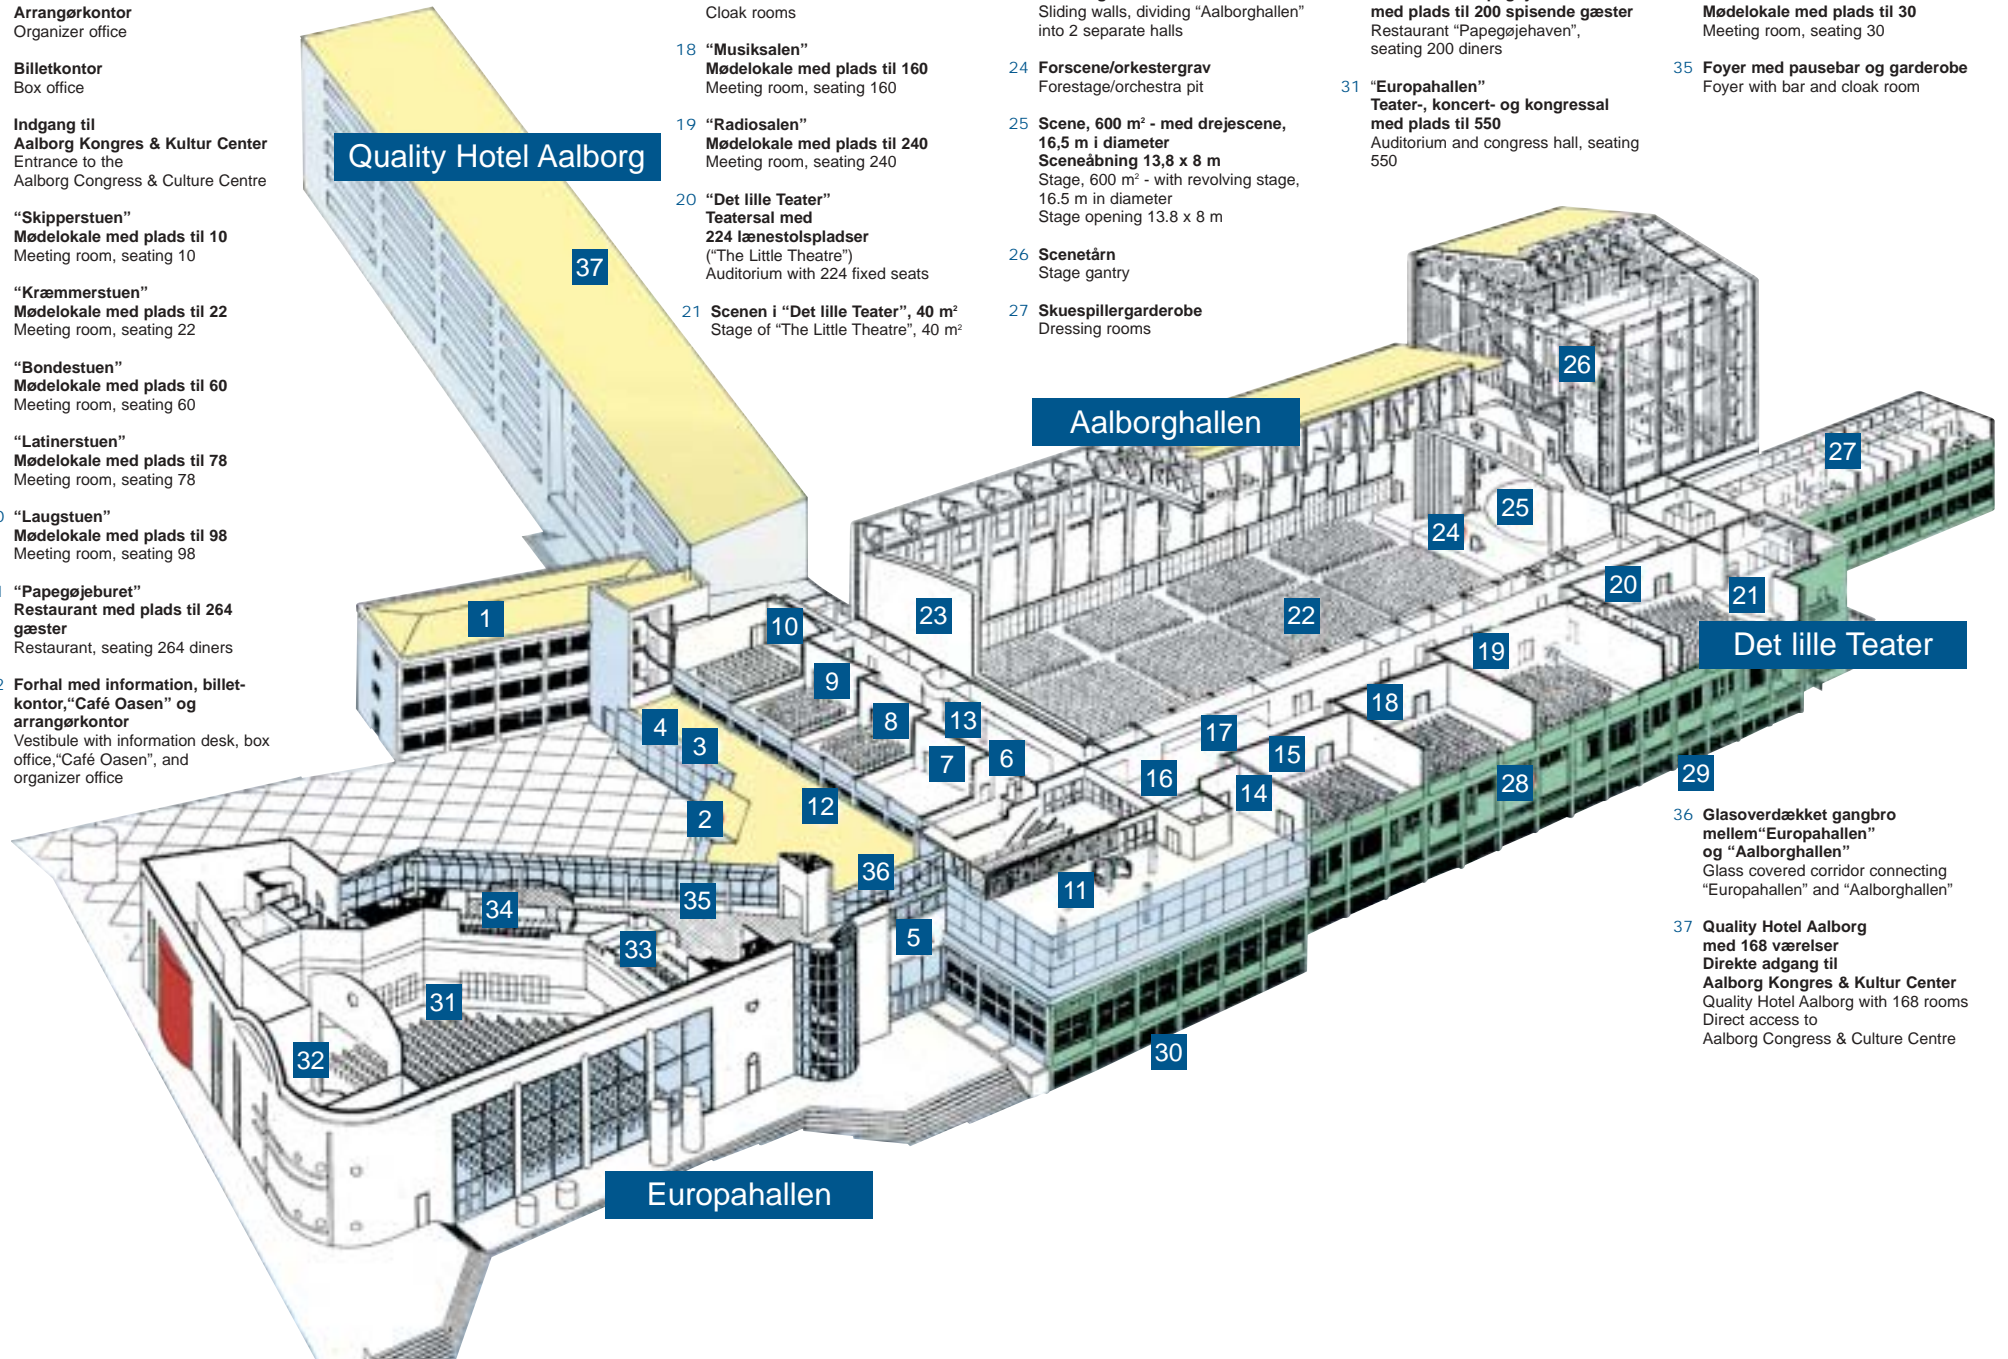 Arrangørkontor
Organizer office
Billetkontor
Box office
Indgang til
Aalborg Kongres & Kultur Center
Entrance to the
Aalborg Congress & Culture Centre
“Skipperstuen”
Mødelokale med plads til 10
Meeting room, seating 10
“Kræmmerstuen”
Mødelokale med plads til 22
Meeting room, seating 22
“Bondestuen”
Mødelokale med plads til 60
Meeting room, seating 60
“Latinerstuen”
Mødelokale med plads til 78
Meeting room, seating 78
“Laugstuen”
Mødelokale med plads til 98
Meeting room, seating 98
“Papegøjeburet”
Restaurant med plads til 264
gæster
Restaurant, seating 264 diners
Forhal med information, billet-
kontor,“Café Oasen” og
arrangørkontor
Vestibule with information desk, box
office,“Café Oasen”, and
organizer office
Cloak rooms
18 “Musiksalen”
Mødelokale med plads til 160
Meeting room, seating 160
19 “Radiosalen”
Mødelokale med plads til 240
Meeting room, seating 240
20 “Det lille Teater”
Teatersal med
224 lænestolspladser
(“The Little Theatre”)
Auditorium with 224 fixed seats
21 Scenen i “Det lille Teater”, 40 m²
Stage of “The Little Theatre”, 40 m²
Sliding walls, dividing “Aalborghallen”
into 2 separate halls
24 Forscene/orkestergrav
Forestage/orchestra pit
25 Scene, 600 m² - med drejescene,
16,5 m i diameter
Sceneåbning 13,8 x 8 m
Stage, 600 m² - with revolving stage,
16.5 m in diameter
Stage opening 13.8 x 8 m
26 Scenetårn
Stage gantry
27 Skuespillergarderobe
Dressing rooms
med plads til 200 spisende gæster
Restaurant “Papegøjehaven”,
seating 200 diners
31 “Europahallen”
Teater-, koncert- og kongressal
med plads til 550
Auditorium and congress hall, seating
550
Mødelokale med plads til 30
Meeting room, seating 30
35 Foyer med pausebar og garderobe
Foyer with bar and cloak room
36 Glasoverdækket gangbro
mellem“Europahallen”
og “Aalborghallen”
Glass covered corridor connecting
“Europahallen” and “Aalborghallen”
37 Quality Hotel Aalborg
med 168 værelser
Direkte adgang til
Aalborg Kongres & Kultur Center
Quality Hotel Aalborg with 168 rooms
Direct access to
Aalborg Congress & Culture Centre
Quality Hotel Aalborg
37
Aalborghallen
26
27
25
24
20
21
Det lille Teater
1
10
23
22
19
9
18
4
3
8
13
17
7
6
15
16
14
28
29
2
12
36
11
34
35
5
33
31
32
30
Europahallen